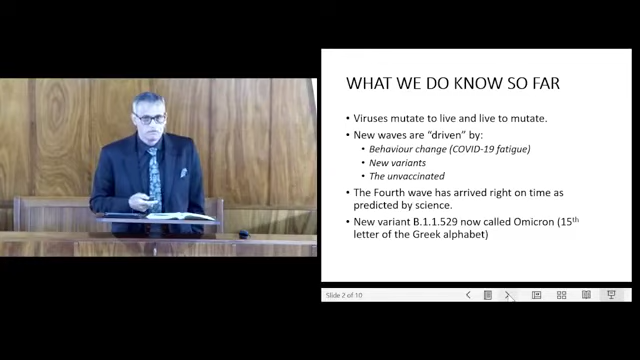 WHAT WE DO KNOW SO FAR
• Viruses mutate to live and live to mutate.
• New waves are “driven” by:
• Behaviour change (COVID-19 fatigue)
• New variants
• The unvaccinated
• The Fourth wave has arrived right on time as
predicted by science.
• New variant B.1.1.529 now called Omicron (15th
letter of the Greek alphabet)
Slide 2 of 10